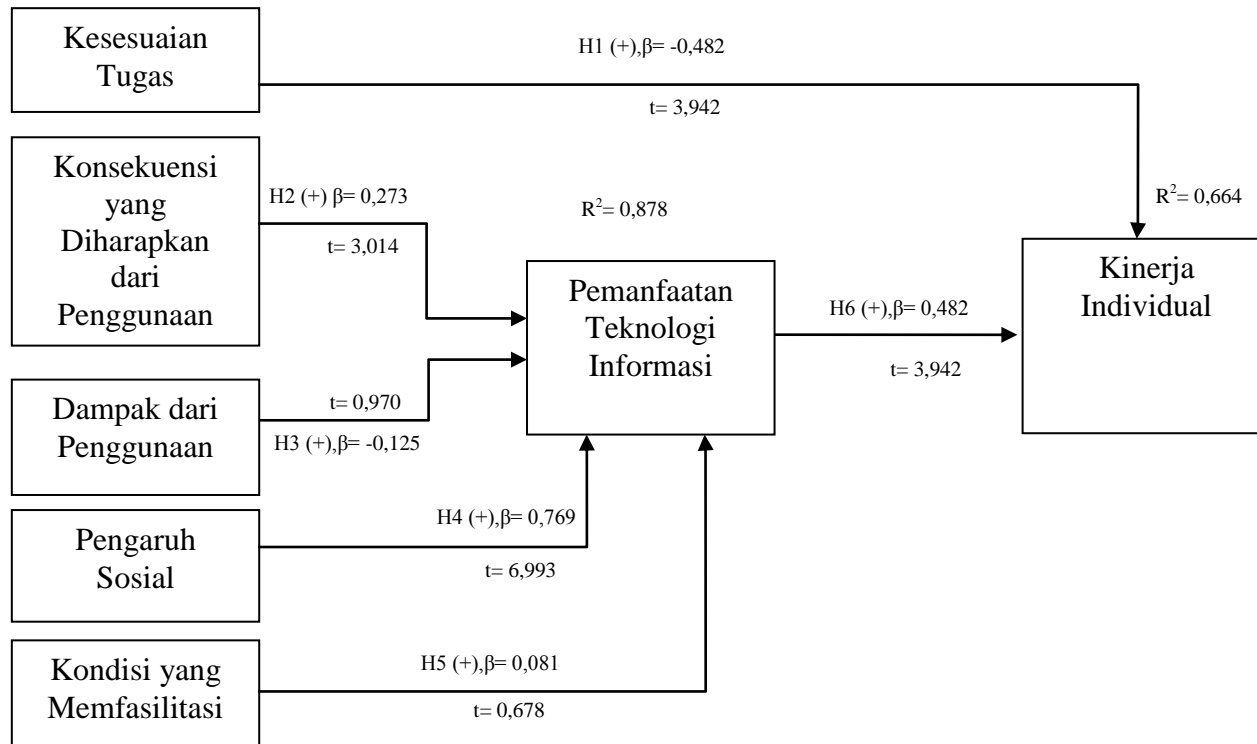 Kesesuaian
Tugas
H1 (+),β= -0,482
t= 3,942
Konsekuensi
yang
Diharapkan
dari
Penggunaan
H2 (+) β= 0,273
t= 3,014
R²= 0,878
R²= 0,664
Pemanfaatan
Teknologi
Informasi
H6 (+),β= 0,482
t= 3,942
Kinerja
Individual
Dampak dari
Penggunaan
t= 0,970
H3 (+),β= -0,125
Pengaruh
Sosial
H4 (+),β= 0,769
t= 6,993
Kondisi yang
Memfasilitasi
H5 (+),β= 0,081
t= 0,678